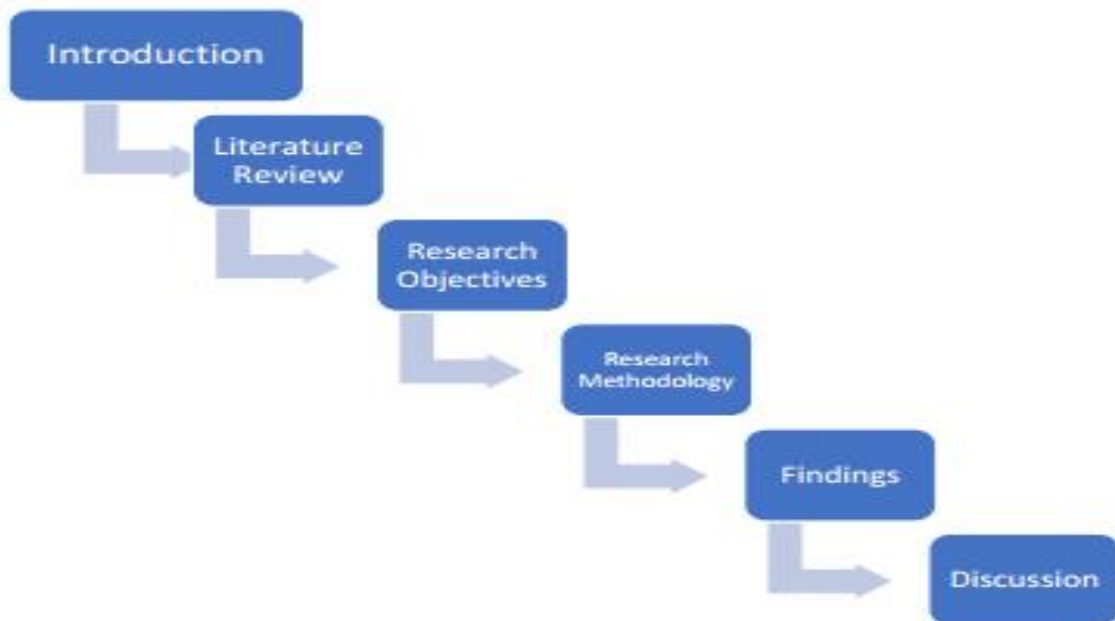 Introduction
Literature
Review
Research
Objectives
Research
Methodology
Findings
Discussion